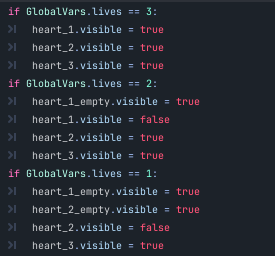 if GlobalVars.lives == 3:
heart_1.visible = true
heart_2.visible = true
heart_3.visible = true
if GlobalVars.lives == 2:
heart_1_empty.visible = true
heart_1.visible = false
heart_2.visible = true
heart_3.visible = true
if GlobalVars.lives == 1:
heart_1_empty.visible = true
heart_2_empty.visible = true
heart_2.visible = false
heart_3.visible = true